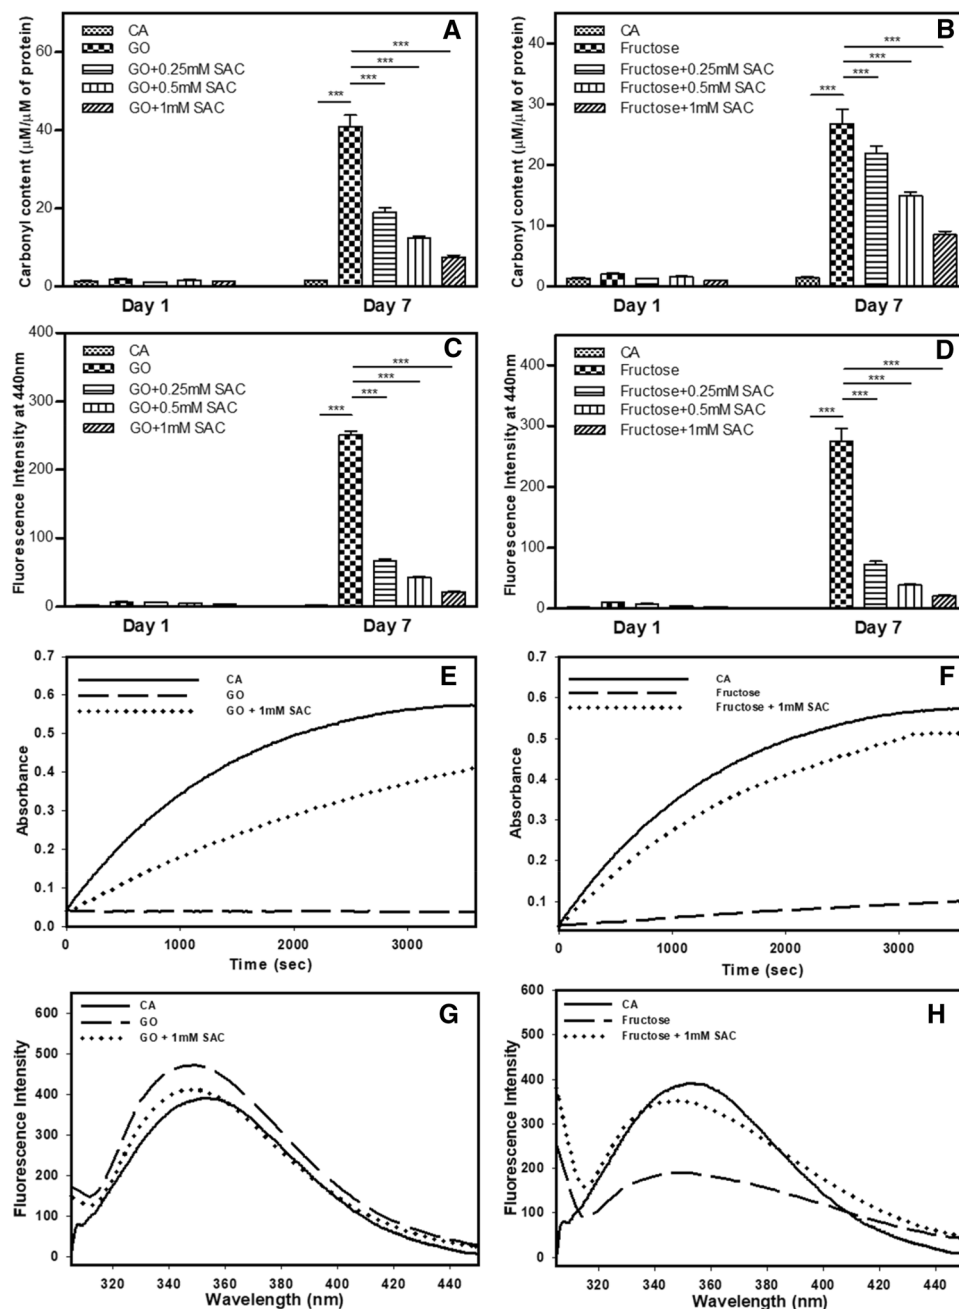 A
CA
GO
GO+0.25mM SAC
GO+0.5mM SAC
GO+1mM SAC
***
***
***
***
Carbonyl content (µM/µM of protein)
60
40
20
0
Day 1
Day 7
B
CA
Fructose
Fructose+0.25mM SAC
Fructose+0.5mM SAC
Fructose+1mM SAC
***
***
***
***
Carbonyl content (µM/µM of protein)
40
30
20
10
0
Day 1
Day 7
C
CA
GO
GO+0.25mM SAC
GO+0.5mM SAC
GO+1mM SAC
***
***
***
***
Fluorescence Intensity at 440nm
400
300
200
100
0
Day 1
Day 7
D
CA
Fructose
Fructose+0.25mM SAC
Fructose+0.5mM SAC
Fructose+1mM SAC
***
***
***
***
Fluorescence Intensity at 440nm
400
300
200
100
0
Day 1
Day 7
E
CA
GO
GO + 1mM SAC
Absorbance
0.7
0.6
0.5
0.4
0.3
0.2
0.1
0.0
0 1000 2000 3000
Time (sec)
F
CA
Fructose
Fructose + 1mM SAC
Absorbance
0.7
0.6
0.5
0.4
0.3
0.2
0.1
0.0
0 1000 2000 3000
Time (sec)
G
CA
GO
GO + 1mM SAC
Fluorescence Intensity
600
500
400
300
200
100
0
320 340 360 380 400 420 440
Wavelength (nm)
H
CA
Fructose
Fructose + 1mM SAC
Fluorescence Intensity
600
500
400
300
200
100
0
320 340 360 380 400 420 440
Wavelength (nm)